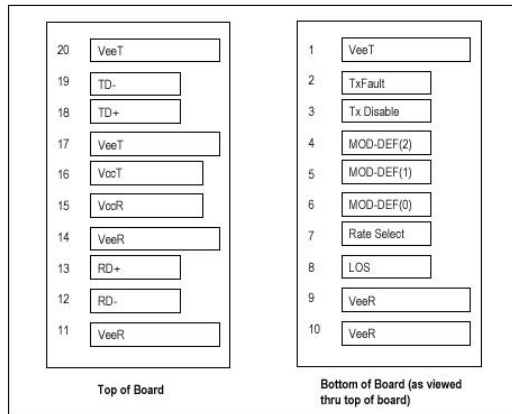 20 VeeT
19 TD-
18 TD+
17 VeeT
16 VccT
15 VccR
14 VeeR
13 RD+
12 RD-
11 VeeR
Top of Board
1 VeeT
2 TxFault
3 Tx Disable
4 MOD-DEF(2)
5 MOD-DEF(1)
6 MOD-DEF(0)
7 Rate Select
8 LOS
9 VeeR
10 VeeR
Bottom of Board (as viewed
thru top of board)